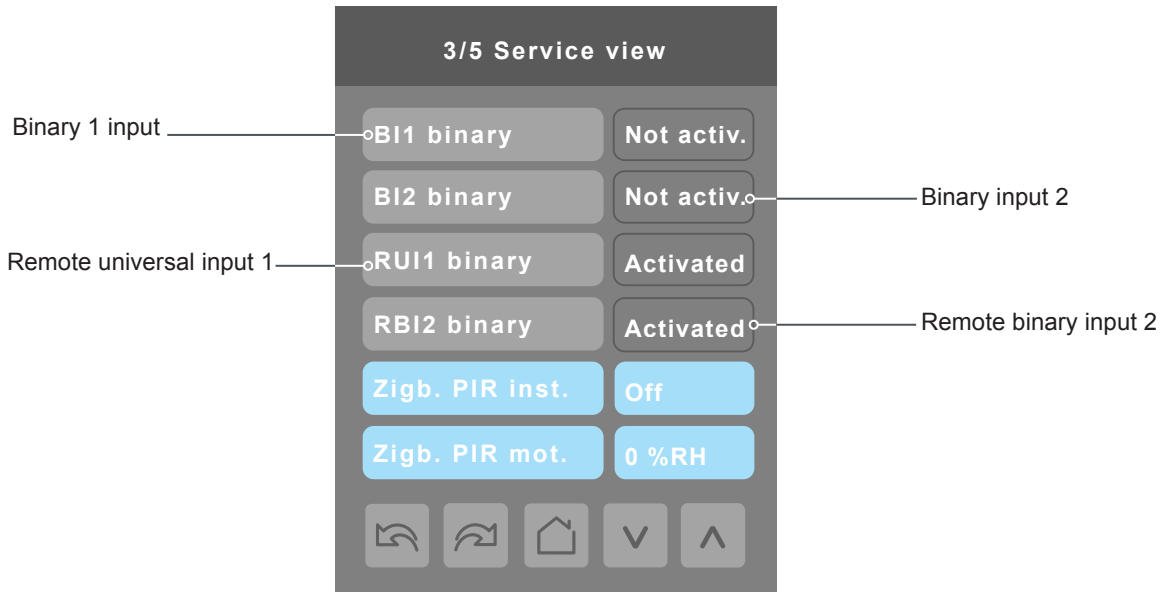 3/5 Service view
Binary 1 input
BI1 binary
Not activ.
BI2 binary
Not activ.
Binary input 2
Remote universal input 1
RUI1 binary
Activated
RBI2 binary
Activated
Remote binary input 2
Zigb. PIR inst.
Off
Zigb. PIR mot.
0 %RH